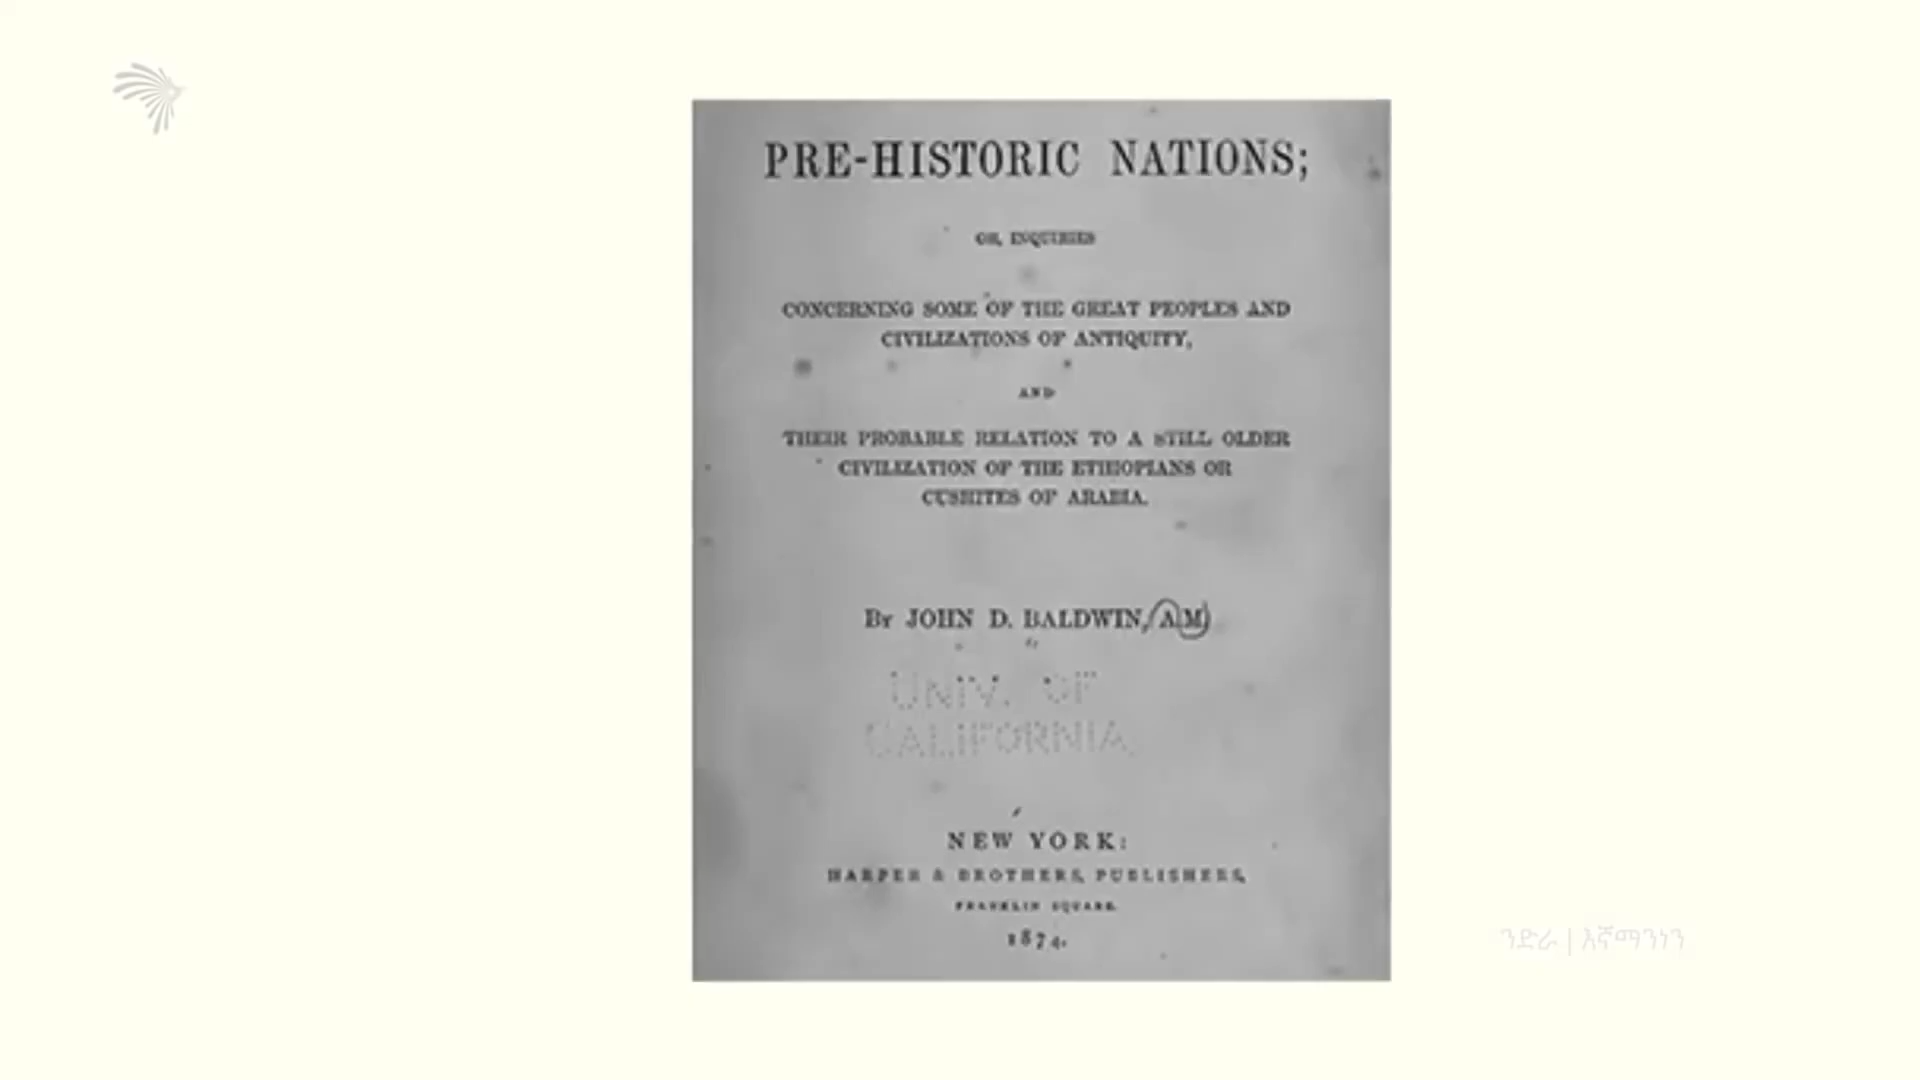 PRE-HISTORIC NATIONS;
OR, INQUIRIES
CONCERNING SOME OF THE GREAT PEOPLES AND
CIVILIZATIONS OF ANTIQUITY,
AND
THEIR PROBABLE RELATION TO A STILL OLDER
CIVILIZATION OF THE ETHIOPIANS OR
CUSHITES OF ARABIA.
By JOHN D. BALDWIN, A.M.
UNIV. OF
CALIFORNIA
NEW YORK:
HARPER & BROTHERS, PUBLISHERS,
FRANKLIN SQUARE.
1874.
ንድራ | እኛማንነን